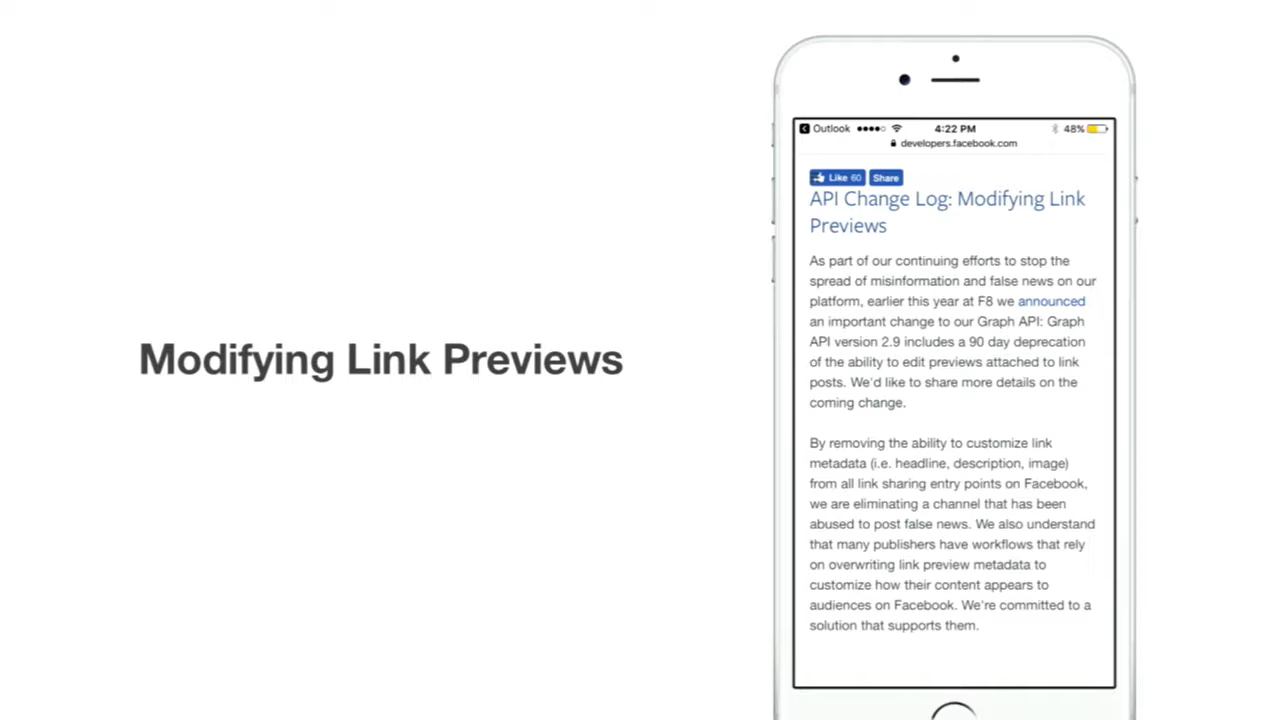 Modifying Link Previews
Outlook 4:22 PM 48%
developers.facebook.com
Like 60 Share
API Change Log: Modifying Link
Previews
As part of our continuing efforts to stop the
spread of misinformation and false news on our
platform, earlier this year at F8 we announced
an important change to our Graph API: Graph
API version 2.9 includes a 90 day deprecation
of the ability to edit previews attached to link
posts. We'd like to share more details on the
coming change.
By removing the ability to customize link
metadata (i.e. headline, description, image)
from all link sharing entry points on Facebook,
we are eliminating a channel that has been
abused to post false news. We also understand
that many publishers have workflows that rely
on overwriting link preview metadata to
customize how their content appears to
audiences on Facebook. We're committed to a
solution that supports them.